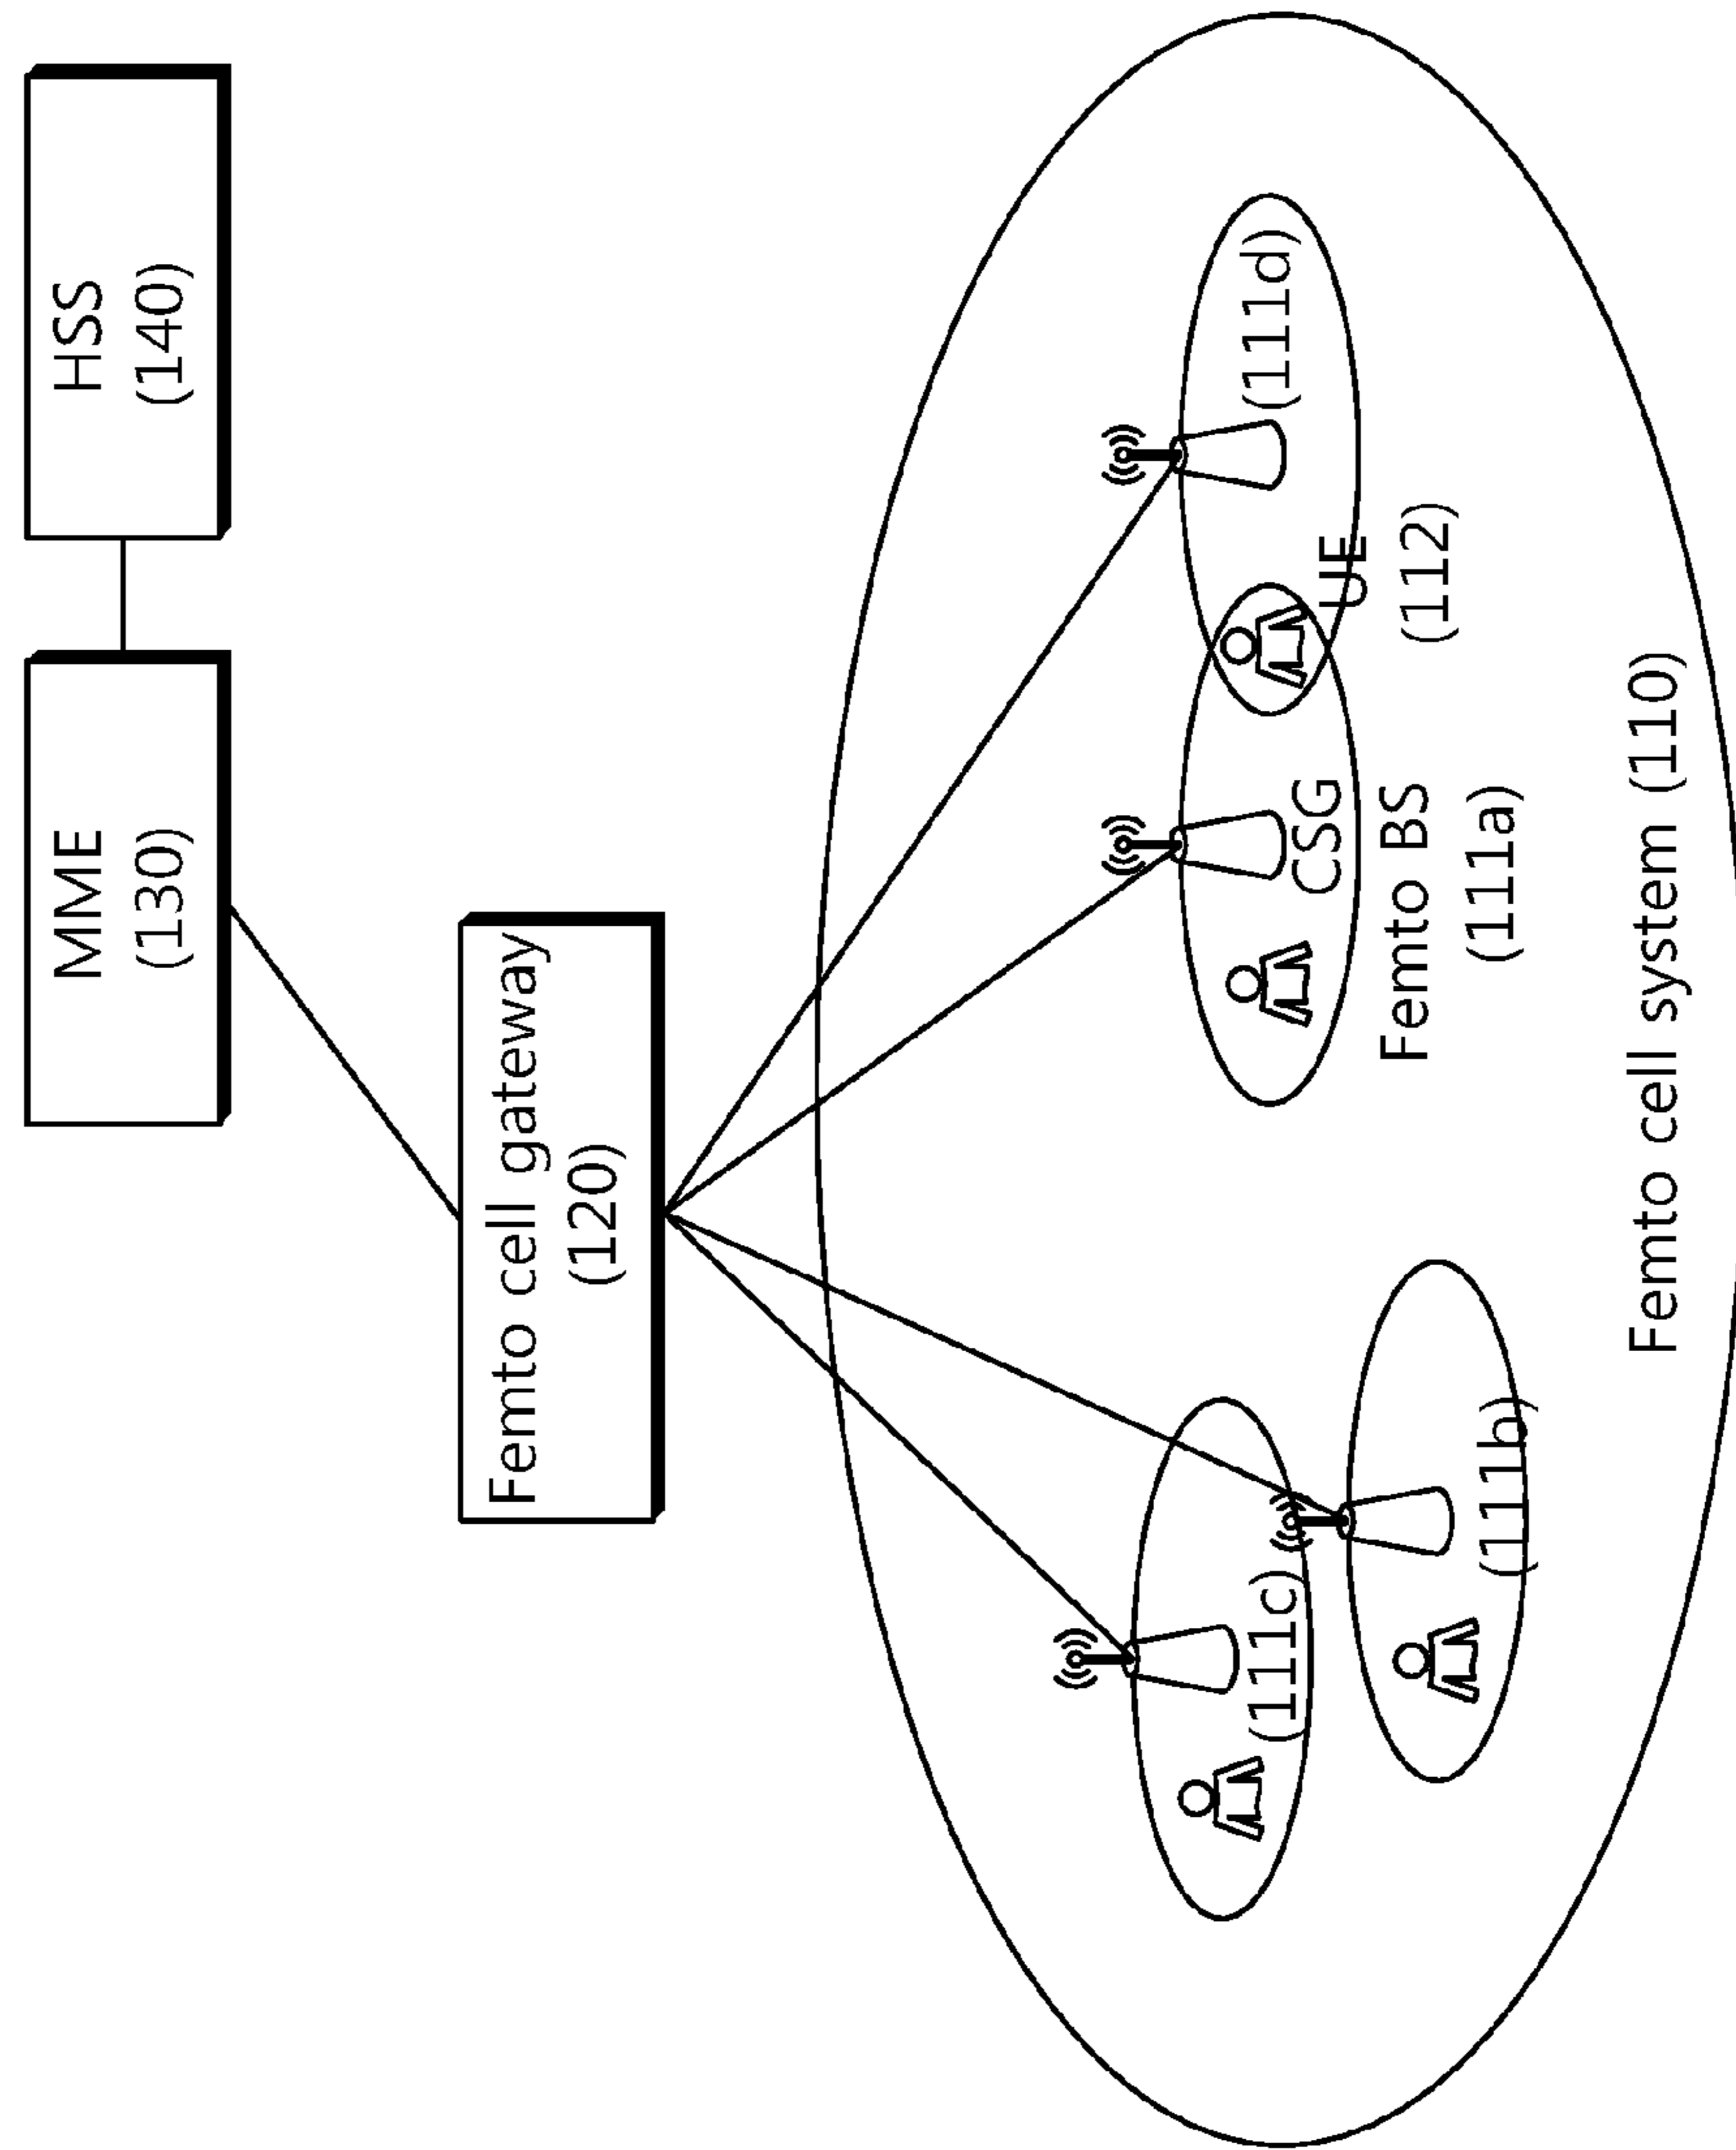 MME
(130)
HSS
(140)
Femto cell gateway
(120)
(111c)
(111b)
CSG
Femto BS
(111a)
(111d)
UE
(112)
Femto cell system (110)